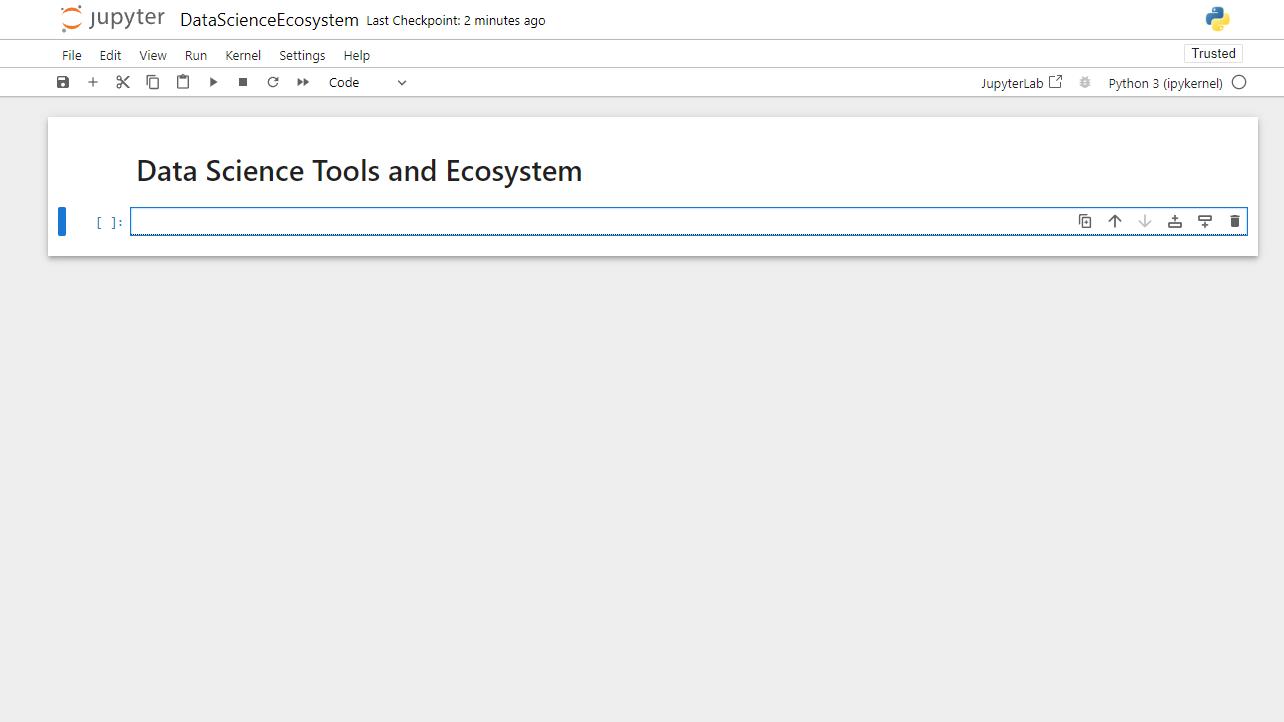 jupyter DataScienceEcosystem Last Checkpoint: 2 minutes ago
File Edit View Run Kernel Settings Help Trusted
Code JupyterLab Python 3 (ipykernel)
Data Science Tools and Ecosystem
[ ]: